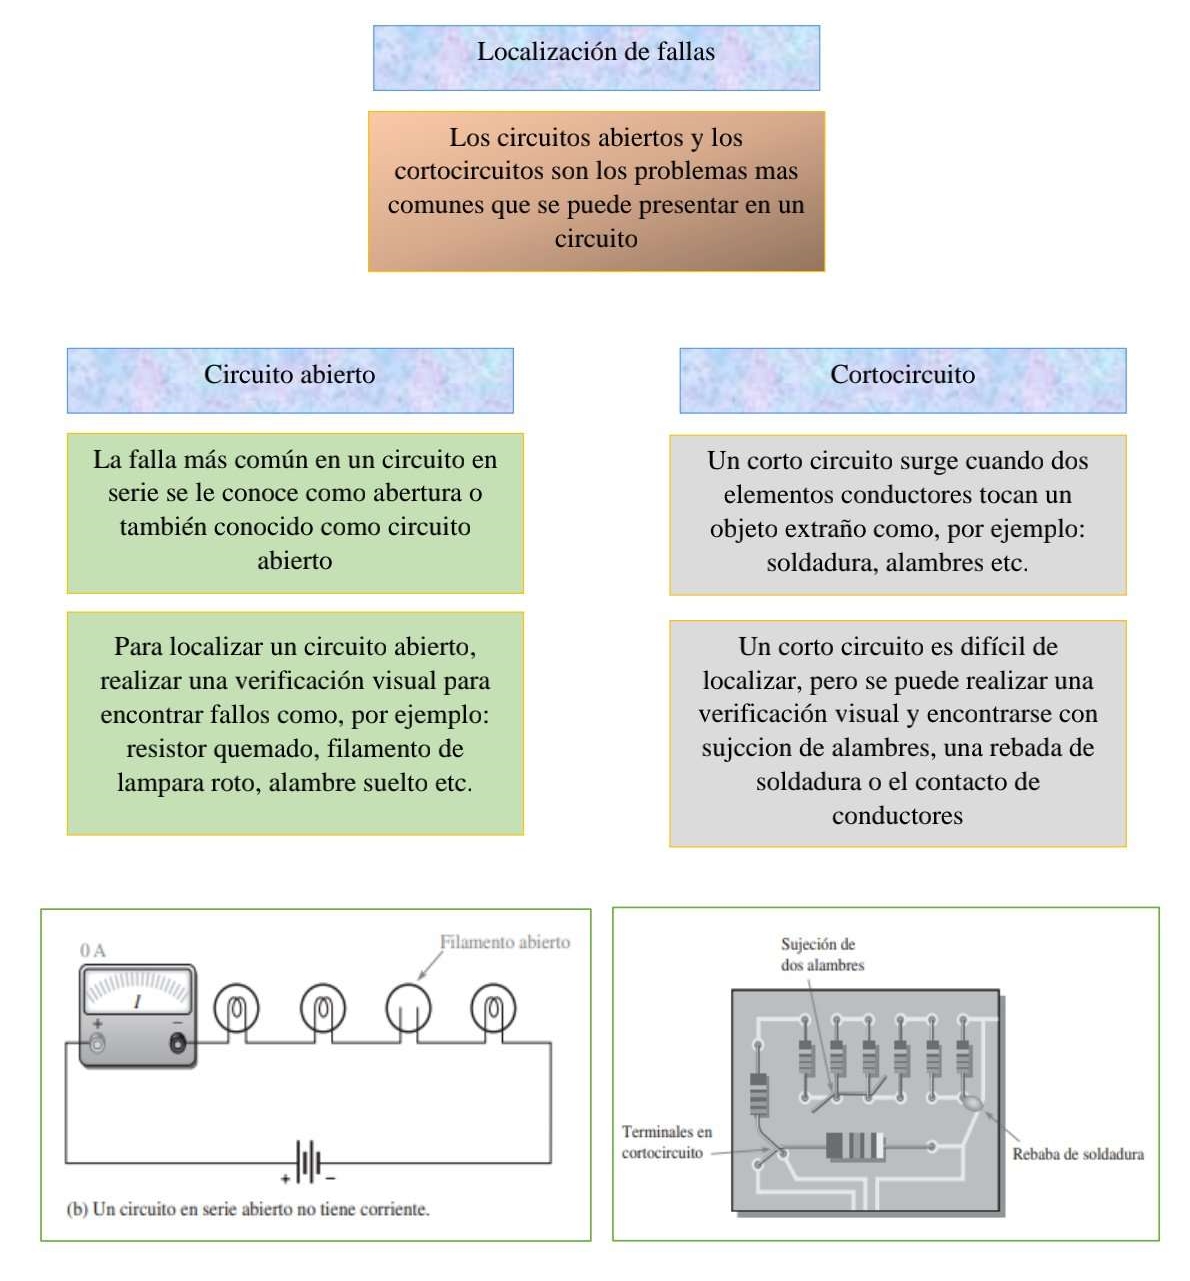 Localización de fallas
Los circuitos abiertos y los
cortocircuitos son los problemas mas
comunes que se puede presentar en un
circuito
Circuito abierto
La falla más común en un circuito en
serie se le conoce como abertura o
también conocido como circuito
abierto
Para localizar un circuito abierto,
realizar una verificación visual para
encontrar fallos como, por ejemplo:
resistor quemado, filamento de
lampara roto, alambre suelto etc.
Cortocircuito
Un corto circuito surge cuando dos
elementos conductores tocan un
objeto extraño como, por ejemplo:
soldadura, alambres etc.
Un corto circuito es difícil de
localizar, pero se puede realizar una
verificación visual y encontrarse con
sujccion de alambres, una rebada de
soldadura o el contacto de
conductores
0 A
Filamento abierto
I
+
−
+
−
(b) Un circuito en serie abierto no tiene corriente.
Sujeción de
dos alambres
Terminales en
cortocircuito
Rebaba de soldadura